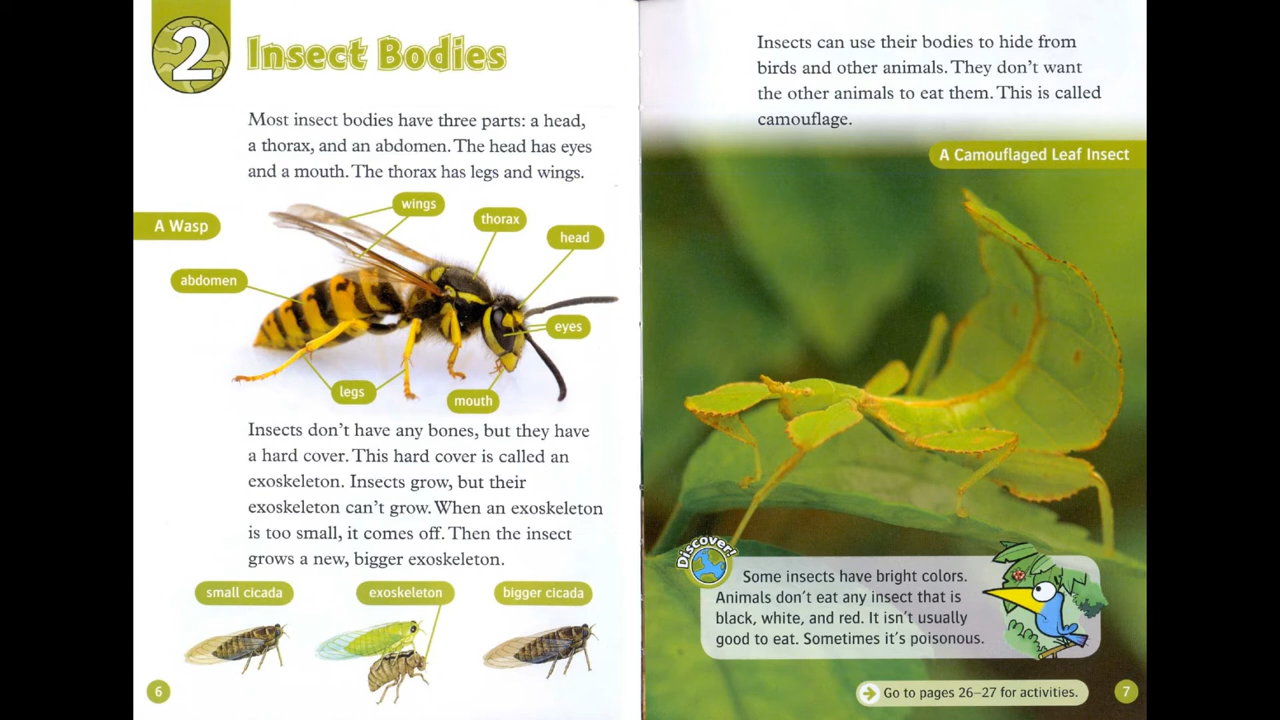 2 Insect Bodies
Most insect bodies have three parts: a head,
a thorax, and an abdomen. The head has eyes
and a mouth. The thorax has legs and wings.
A Wasp
wings
thorax
head
abdomen
eyes
legs
mouth
Insects don't have any bones, but they have
a hard cover. This hard cover is called an
exoskeleton. Insects grow, but their
exoskeleton can't grow. When an exoskeleton
is too small, it comes off. Then the insect
grows a new, bigger exoskeleton.
small cicada
exoskeleton
bigger cicada
6
Insects can use their bodies to hide from
birds and other animals. They don't want
the other animals to eat them. This is called
camouflage.
A Camouflaged Leaf Insect
Discover!
Some insects have bright colors.
Animals don't eat any insect that is
black, white, and red. It isn't usually
good to eat. Sometimes it's poisonous.
Go to pages 26–27 for activities.
7